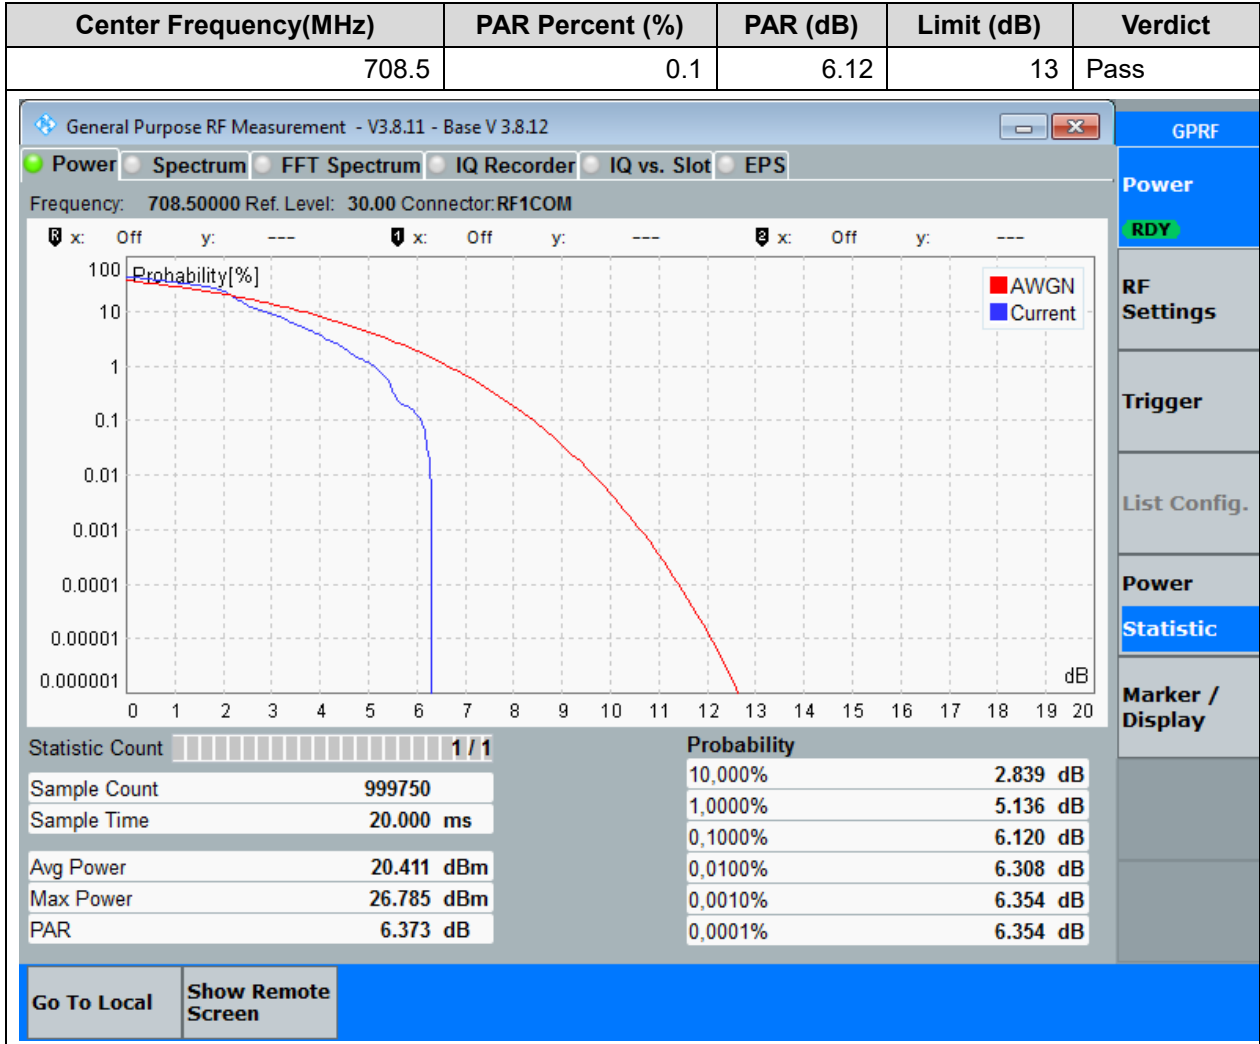 Center Frequency(MHz) PAR Percent (%) PAR (dB) Limit (dB) Verdict
708.5 0.1 6.12 13 Pass
General Purpose RF Measurement - V3.8.11 - Base V 3.8.12
GPRF
Power Spectrum FFT Spectrum IQ Recorder IQ vs. Slot EPS
Power
RDY
Frequency: 708.50000 Ref. Level: 30.00 Connector: RF1COM
R x: Off y: --- 1 x: Off y: --- 2 x: Off y: ---
Probability[%]
AWGN
Current
100
10
1
0.1
0.01
0.001
0.0001
0.00001
0.000001
dB
0 1 2 3 4 5 6 7 8 9 10 11 12 13 14 15 16 17 18 19 20
RF
Settings
Trigger
List Config.
Power
Statistic
Marker /
Display
Statistic Count 1 / 1
Sample Count 999750
Sample Time 20.000 ms
Avg Power 20.411 dBm
Max Power 26.785 dBm
PAR 6.373 dB
Probability
10,000% 2.839 dB
1,0000% 5.136 dB
0,1000% 6.120 dB
0,0100% 6.308 dB
0,0010% 6.354 dB
0,0001% 6.354 dB
Go To Local
Show Remote
Screen